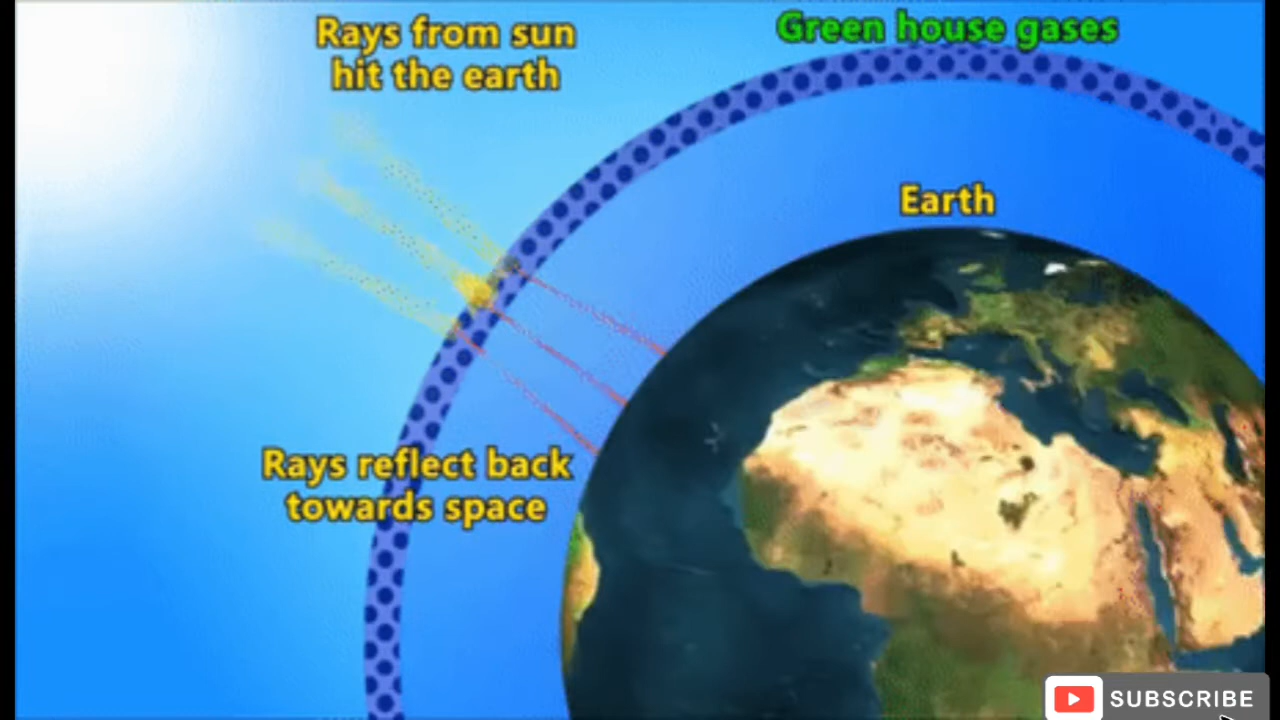 Rays from sun
hit the earth
Green house gases
Earth
Rays reflect back
towards space
SUBSCRIBE